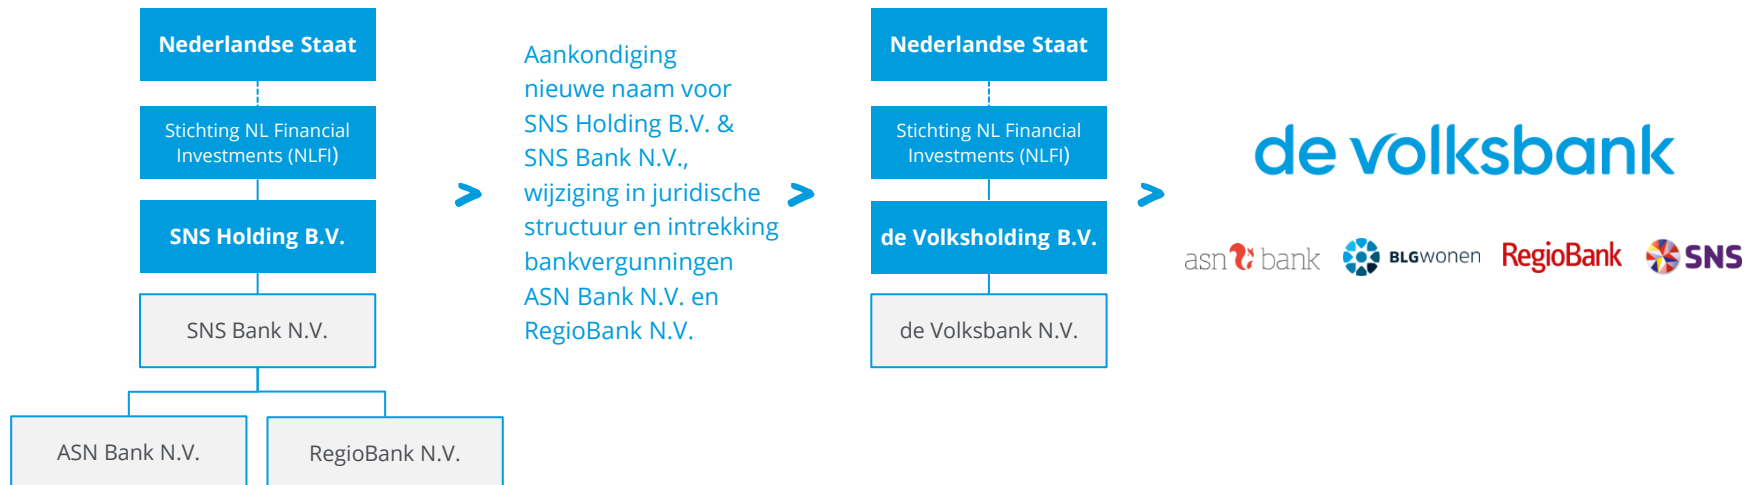 Nederlandse Staat
Stichting NL Financial
Investments (NLFI)
SNS Holding B.V.
SNS Bank N.V.
ASN Bank N.V.
RegioBank N.V.
>
Aankondiging
nieuwe naam voor
SNS Holding B.V. &
SNS Bank N.V.,
wijziging in juridische
structuur en intrekking
bankvergunningen
ASN Bank N.V. en
RegioBank N.V.
>
Nederlandse Staat
Stichting NL Financial
Investments (NLFI)
de Volksholding B.V.
de Volksbank N.V.
>
de volksbank
asn bank
BLGwonen
RegioBank
SNS